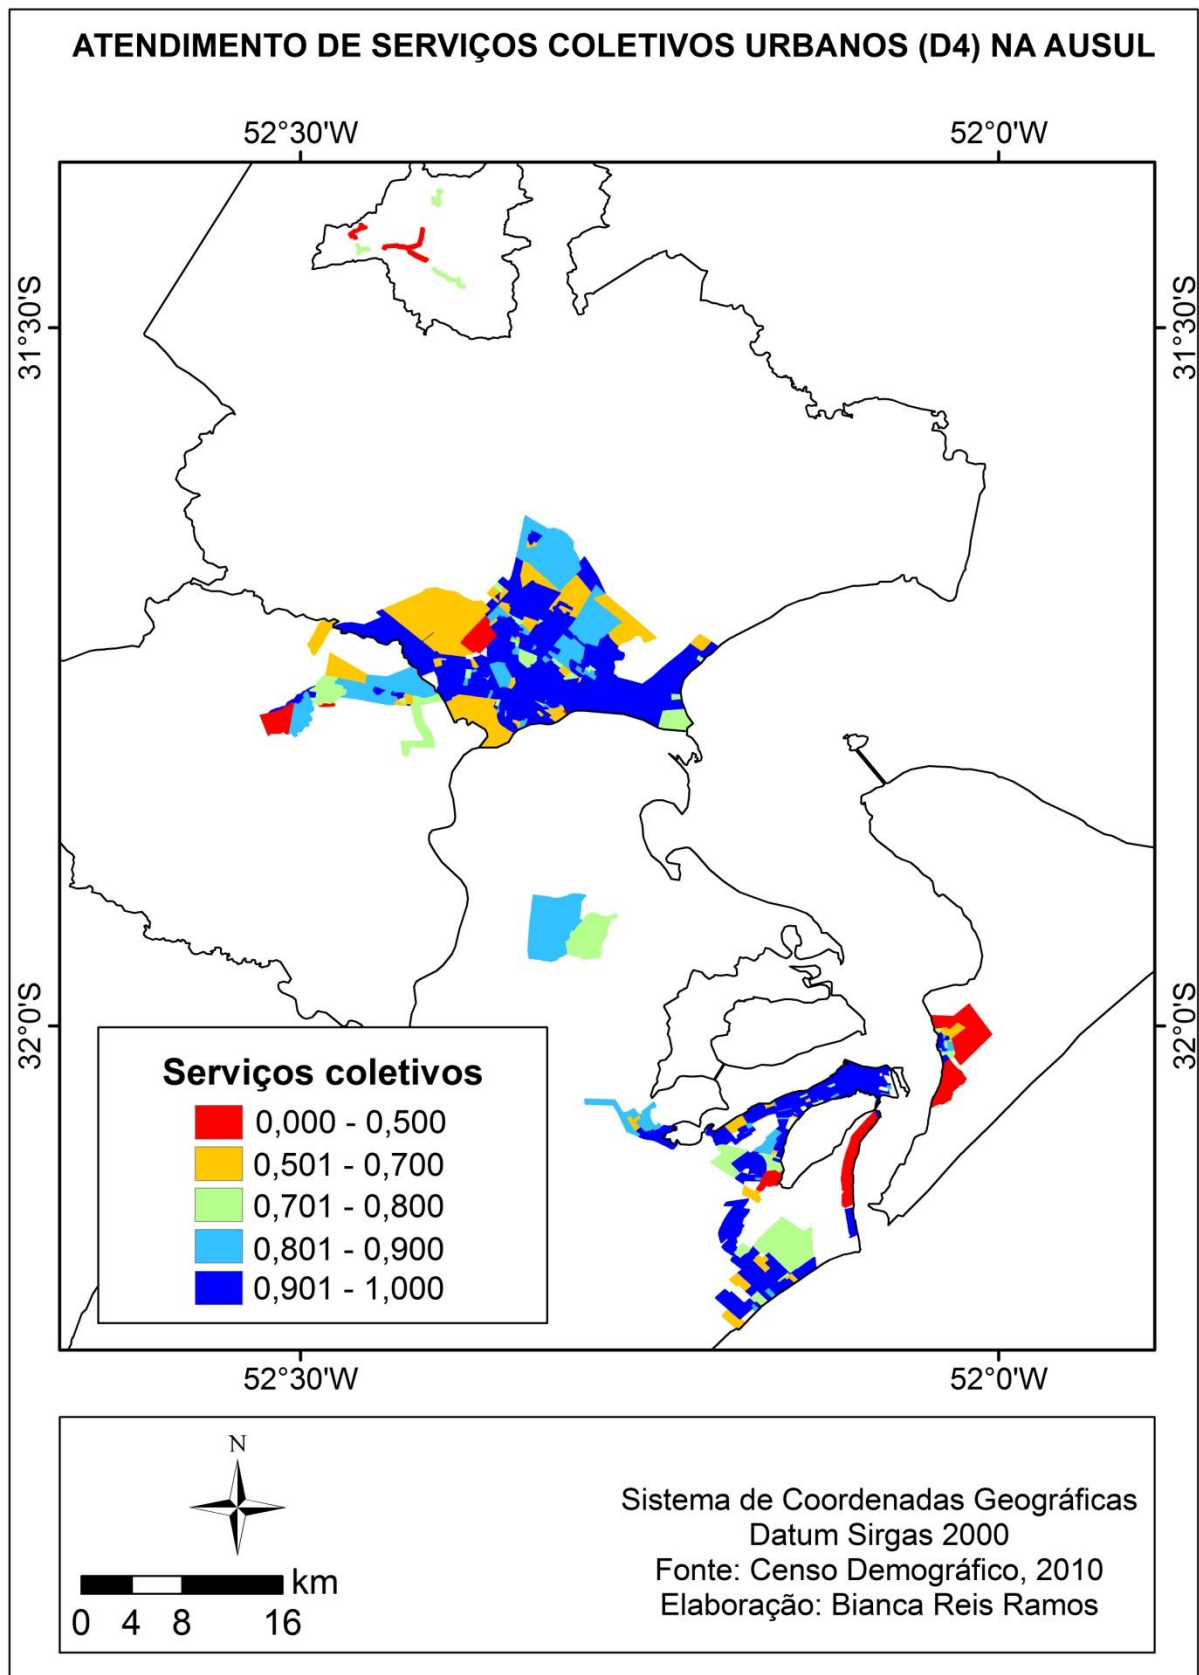 ATENDIMENTO DE SERVIÇOS COLETIVOS URBANOS (D4) NA AUSUL
52°30'W
52°0'W
31°30'S
31°30'S
32°0'S
32°0'S
Serviços coletivos
0,000 - 0,500
0,501 - 0,700
0,701 - 0,800
0,801 - 0,900
0,901 - 1,000
52°30'W
52°0'W
N
km
0 4 8 16
Sistema de Coordenadas Geográficas
Datum Sirgas 2000
Fonte: Censo Demográfico, 2010
Elaboração: Bianca Reis Ramos